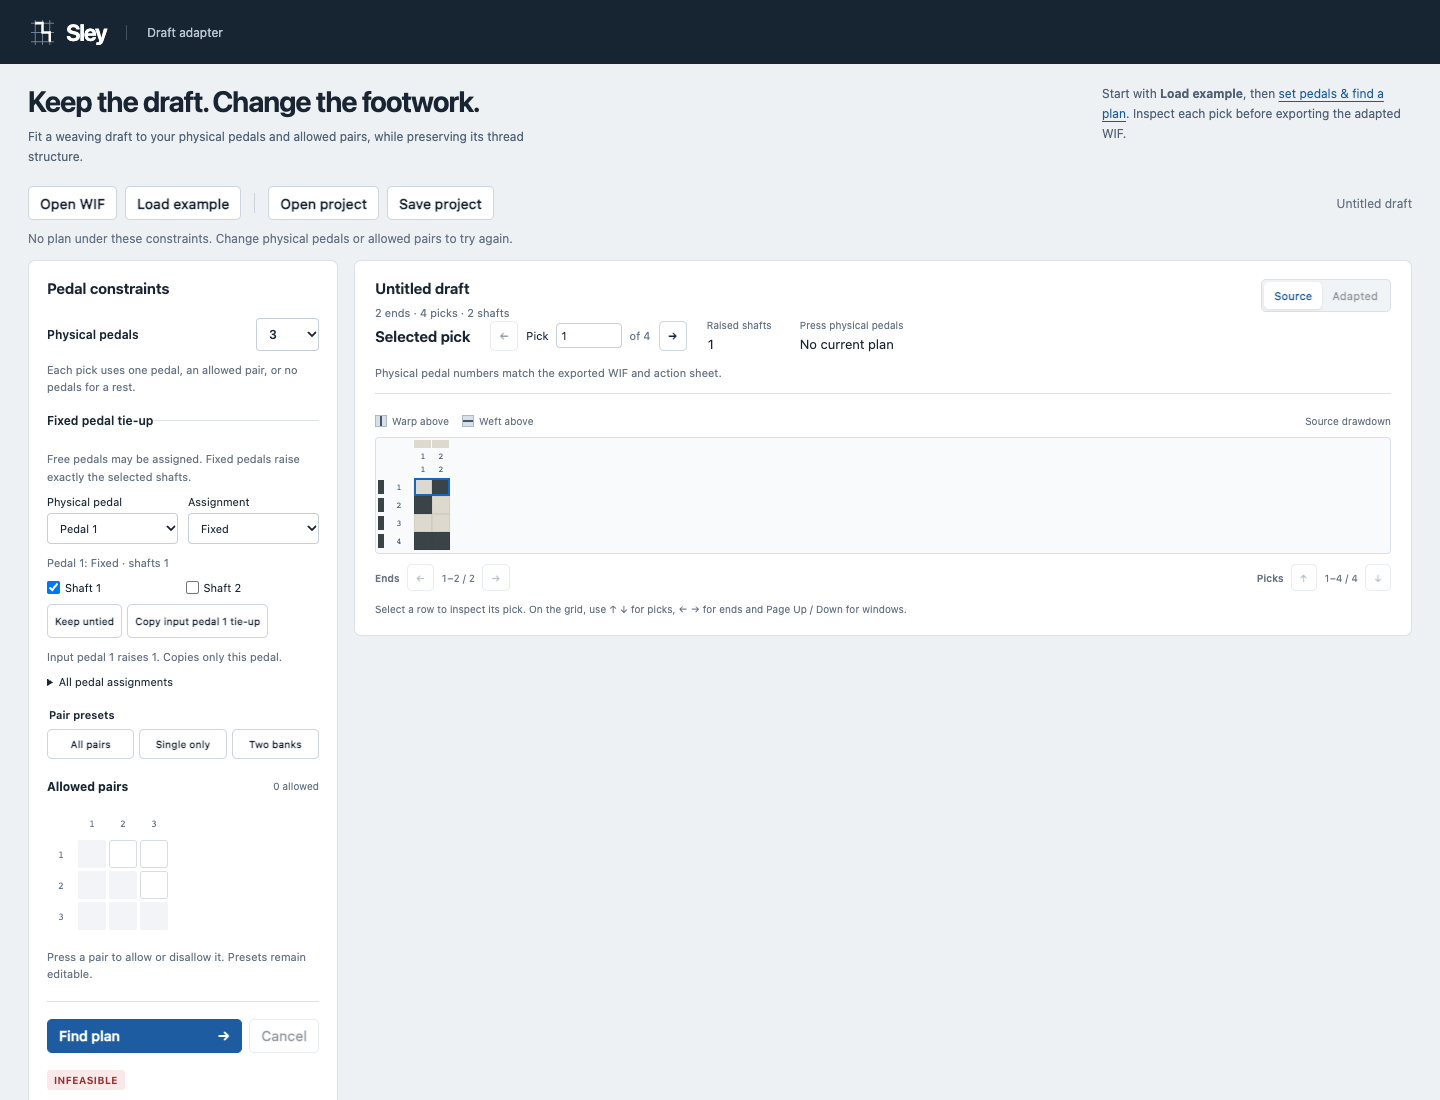 Sley
Draft adapter
Keep the draft. Change the footwork.
Fit a weaving draft to your physical pedals and allowed pairs, while preserving its thread
structure.
Start with Load example, then set pedals & find a
plan. Inspect each pick before exporting the adapted
WIF.
Open WIF
Load example
Open project
Save project
Untitled draft
No plan under these constraints. Change physical pedals or allowed pairs to try again.
Pedal constraints
Physical pedals
3
Each pick uses one pedal, an allowed pair, or no
pedals for a rest.
Fixed pedal tie-up
Free pedals may be assigned. Fixed pedals raise
exactly the selected shafts.
Physical pedal
Assignment
Pedal 1
Fixed
Pedal 1: Fixed · shafts 1
Shaft 1
Shaft 2
Keep untied
Copy input pedal 1 tie-up
Input pedal 1 raises 1. Copies only this pedal.
All pedal assignments
Pair presets
All pairs
Single only
Two banks
Allowed pairs
0 allowed
1 2 3
1
2
3
Press a pair to allow or disallow it. Presets remain
editable.
Find plan →
Cancel
INFEASIBLE
Untitled draft
2 ends · 4 picks · 2 shafts
Source
Adapted
Selected pick
← Pick 1 of 4 →
Raised shafts
1
Press physical pedals
No current plan
Physical pedal numbers match the exported WIF and action sheet.
Warp above
Weft above
Source drawdown
1 2
1 2
1
2
3
4
Ends ← 1–2 / 2 →
Picks ↑ 1–4 / 4 ↓
Select a row to inspect its pick. On the grid, use ↑ ↓ for picks, ← → for ends and Page Up / Down for windows.